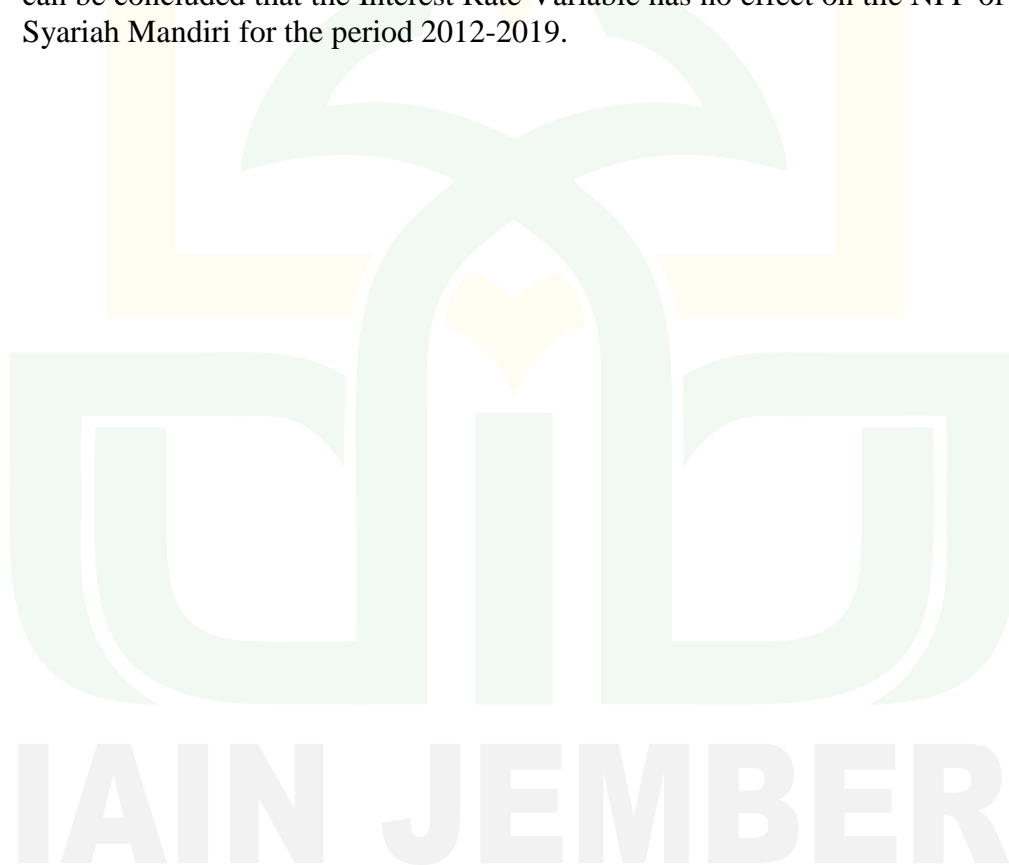 can be concluded that the Interest Rate Variable has no effect on the NPF of
Syariah Mandiri for the period 2012-2019.
IAIN JEMBER